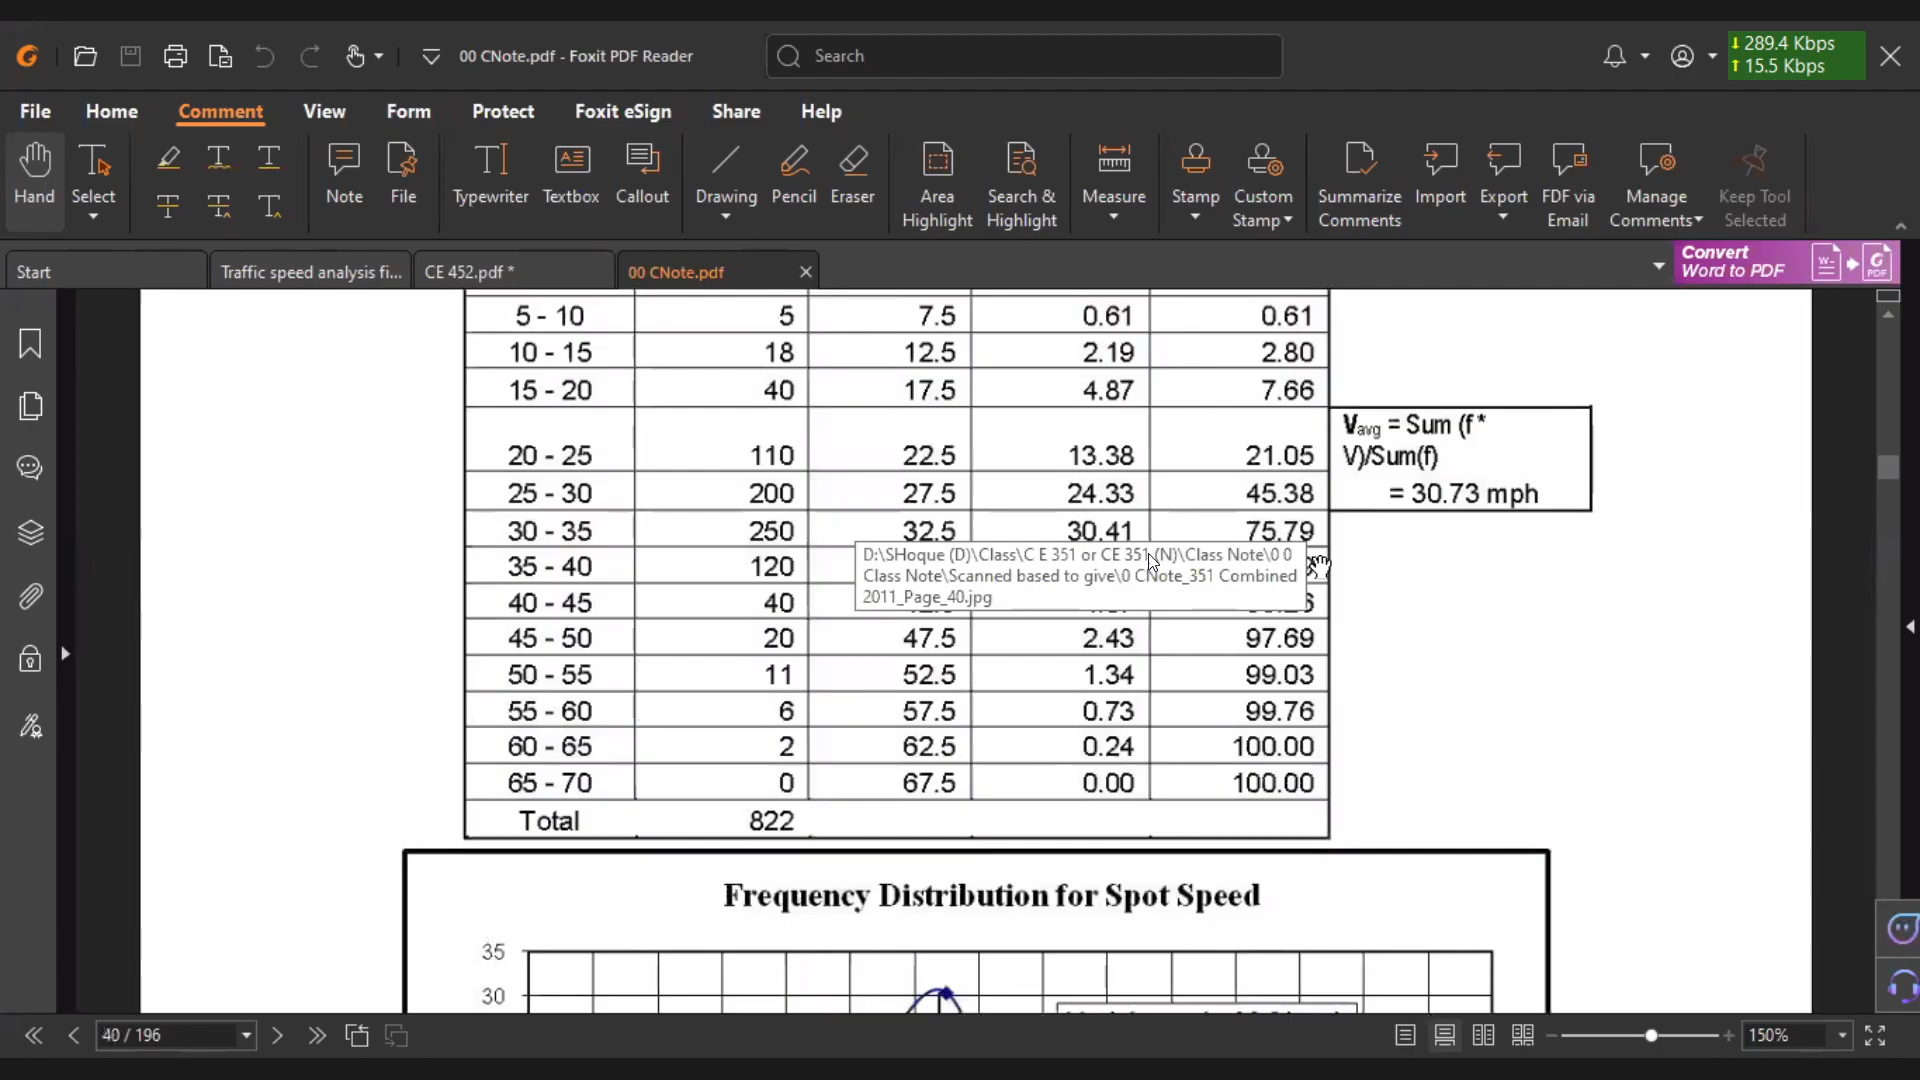 00 CNote.pdf - Foxit PDF Reader
Search
289.4 Kbps
15.5 Kbps
File Home Comment View Form Protect Foxit eSign Share Help
Hand Select Note File Typewriter Textbox Callout Drawing Pencil Eraser Area Highlight Search & Highlight Measure Stamp Custom Stamp Summarize Comments Import Export FDF via Email Manage Comments Keep Tool Selected
Start Traffic speed analysis fi... CE 452.pdf * 00 CNote.pdf
Convert
Word to PDF
5 - 10 5 7.5 0.61 0.61
10 - 15 18 12.5 2.19 2.80
15 - 20 40 17.5 4.87 7.66
20 - 25 110 22.5 13.38 21.05
25 - 30 200 27.5 24.33 45.38
30 - 35 250 32.5 30.41 75.79
35 - 40 120
40 - 45 40
45 - 50 20 47.5 2.43 97.69
50 - 55 11 52.5 1.34 99.03
55 - 60 6 57.5 0.73 99.76
60 - 65 2 62.5 0.24 100.00
65 - 70 0 67.5 0.00 100.00
Total 822
Vavg = Sum (f*
V)/Sum(f)
= 30.73 mph
D:\SHoque (D)\Class\C E 351 or CE 351 (N)\Class Note\0 0
Class Note\Scanned based to give\0 CNote_351 Combined
2011_Page_40.jpg
Frequency Distribution for Spot Speed
35
30
40 / 196
150%